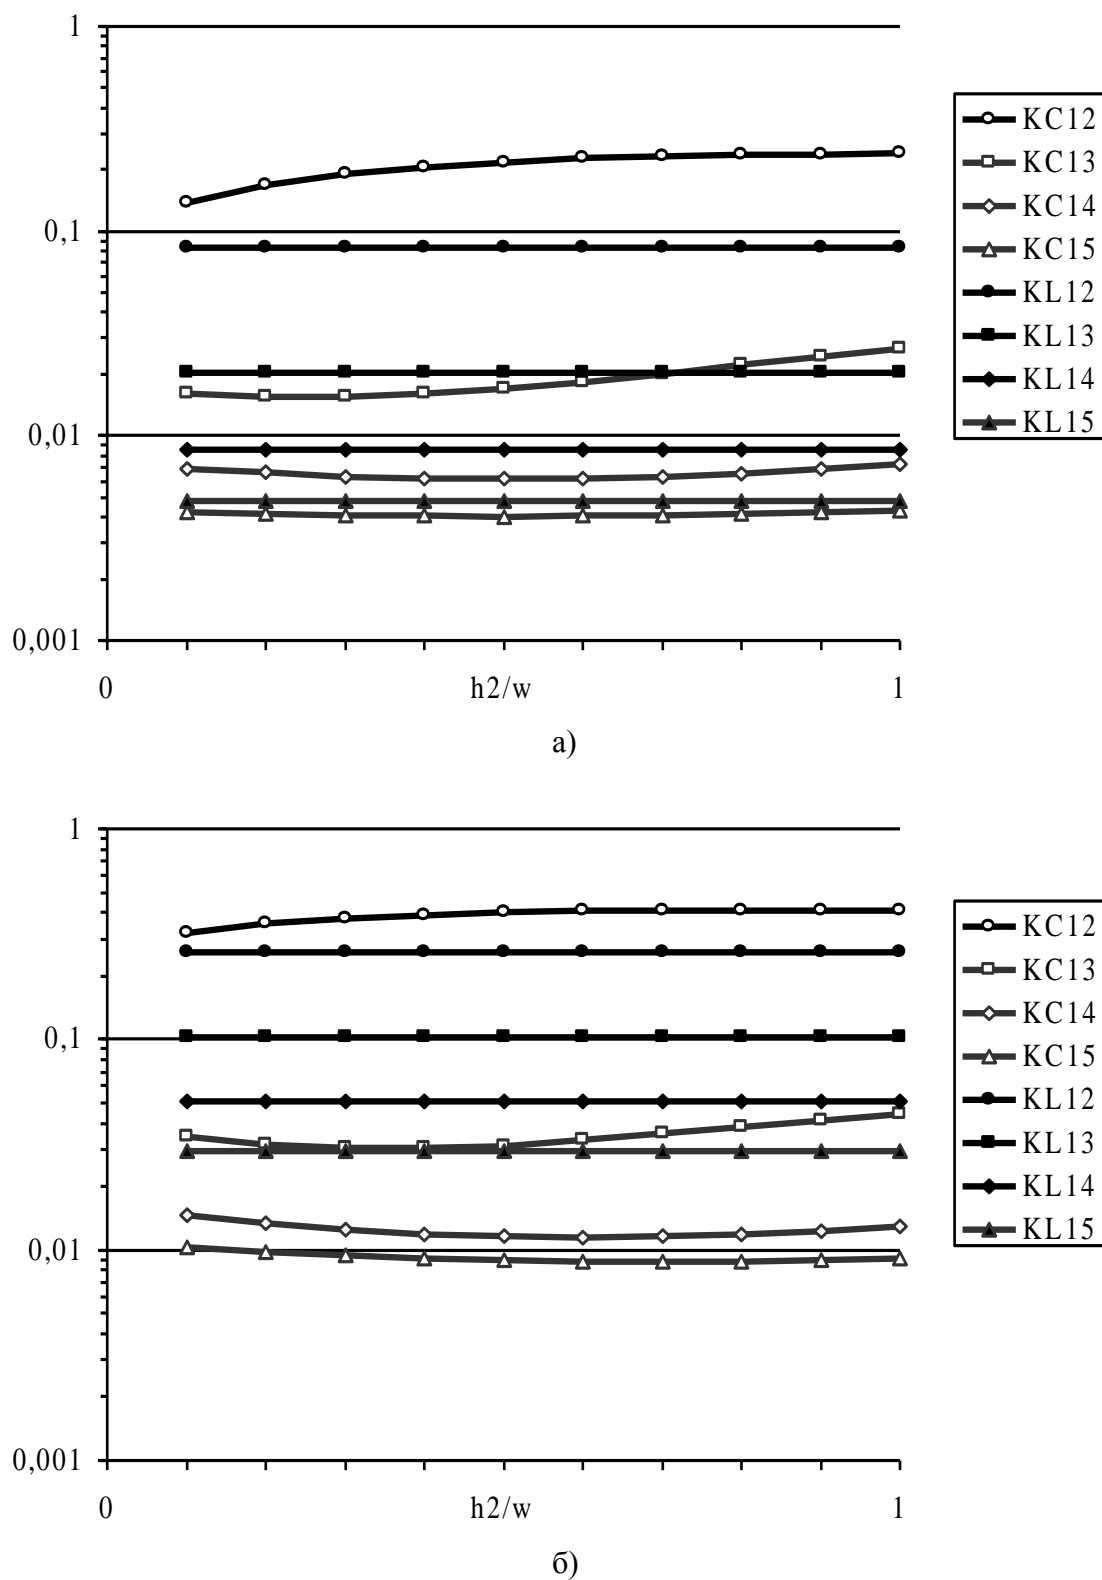 1
0,1
0,01
0,001
0 h2/w 1
KC12
KC13
KC14
KC15
KL12
KL13
KL14
KL15
а)
1
0,1
0,01
0,001
0 h2/w 1
KC12
KC13
KC14
KC15
KL12
KL13
KL14
KL15
б)